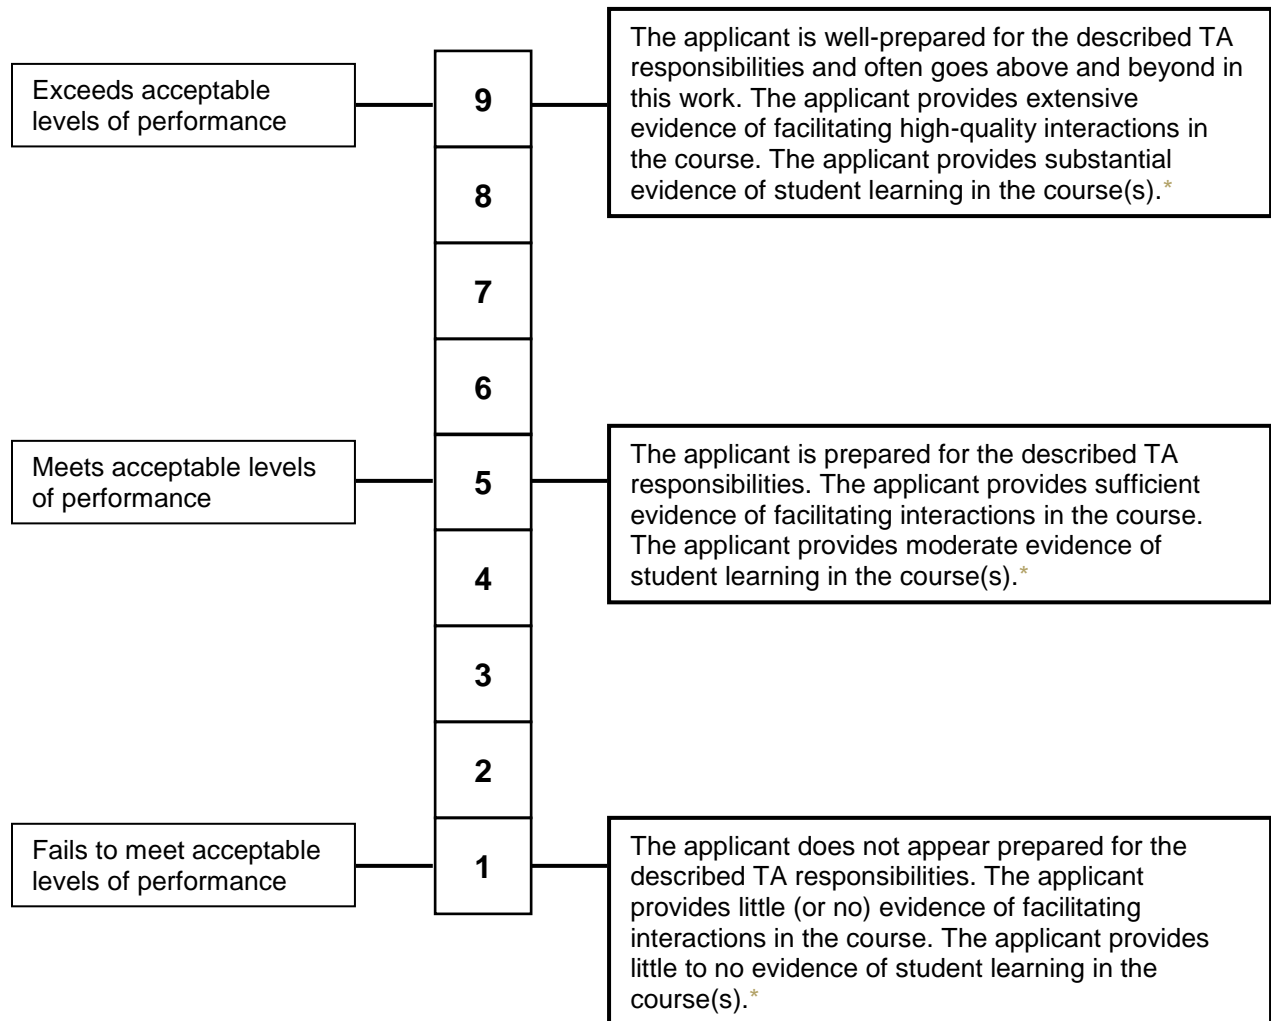 Exceeds acceptable
levels of performance
9
The applicant is well-prepared for the described TA
responsibilities and often goes above and beyond in
this work. The applicant provides extensive
evidence of facilitating high-quality interactions in
the course. The applicant provides substantial
evidence of student learning in the course(s).*
8
7
6
Meets acceptable levels
of performance
5
The applicant is prepared for the described TA
responsibilities. The applicant provides sufficient
evidence of facilitating interactions in the course.
The applicant provides moderate evidence of
student learning in the course(s).*
4
3
2
Fails to meet acceptable
levels of performance
1
The applicant does not appear prepared for the
described TA responsibilities. The applicant
provides little (or no) evidence of facilitating
interactions in the course. The applicant provides
little to no evidence of student learning in the
course(s).*